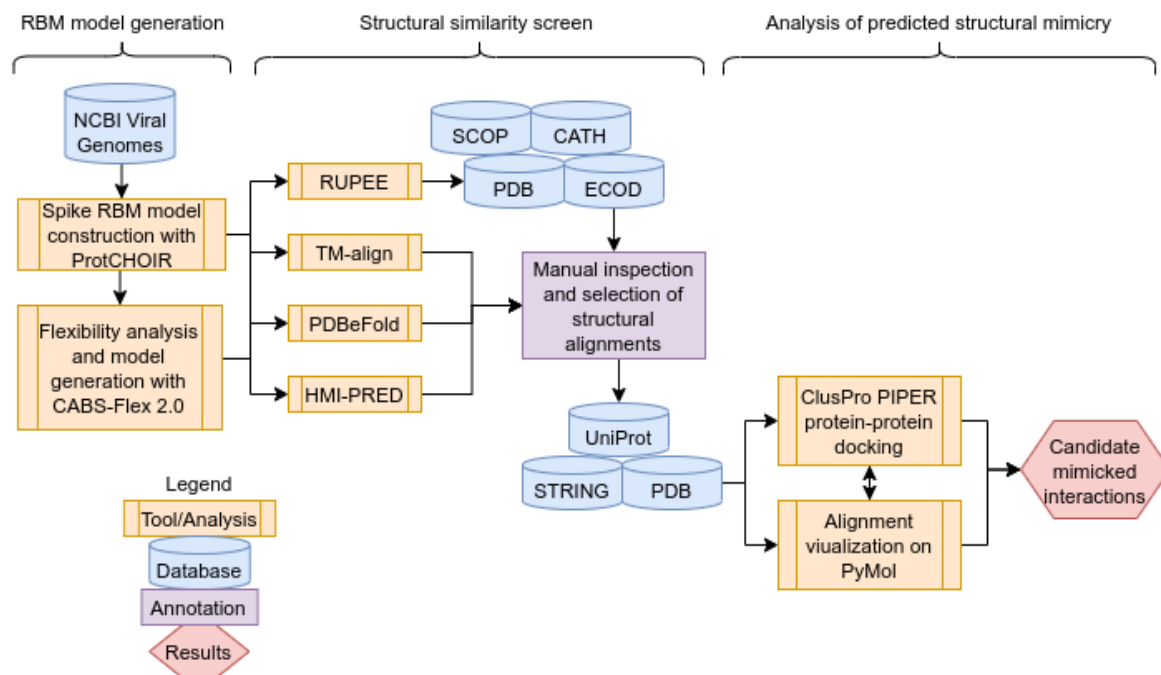 RBM model generation
Structural similarity screen
Analysis of predicted structural mimicry
NCBI Viral
Genomes
Spike RBM model
construction with
ProtCHOIR
Flexibility analysis
and model
generation with
CABS-Flex 2.0
RUPEE
TM-align
PDBeFold
HMI-PRED
SCOP
CATH
PDB
ECOD
Manual inspection
and selection of
structural
alignments
UniProt
STRING
PDB
ClusPro PIPER
protein-protein
docking
Alignment
viualization on
PyMol
Candidate
mimicked
interactions
Legend
Tool/Analysis
Database
Annotation
Results